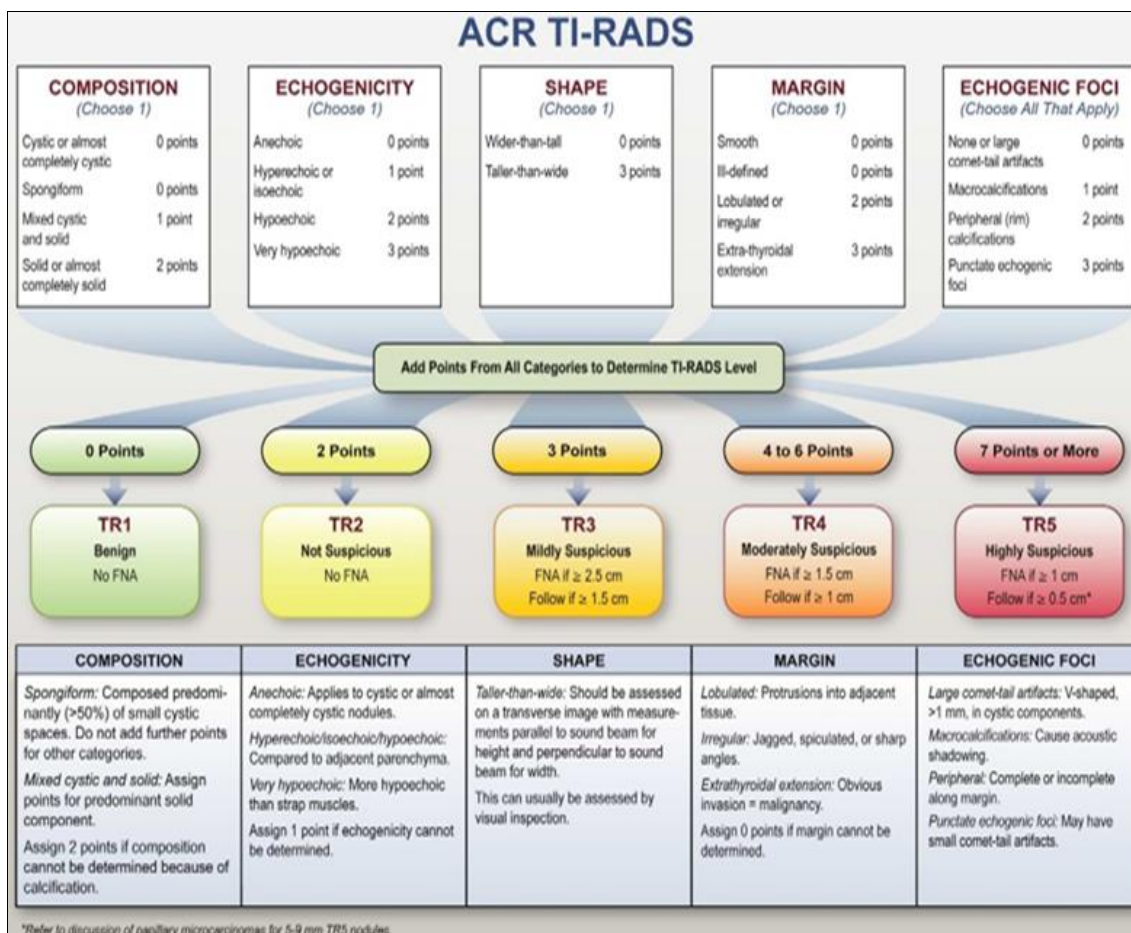 ACR TI-RADS
COMPOSITION
(Choose 1)
Cystic or almost completely cystic 0 points
Spongiform 0 points
Mixed cystic and solid 1 point
Solid or almost completely solid 2 points
ECHOGENICITY
(Choose 1)
Anechoic 0 points
Hyperechoic or isoechoic 1 point
Hypoechoic 2 points
Very hypoechoic 3 points
SHAPE
(Choose 1)
Wider-than-tall 0 points
Taller-than-wide 3 points
MARGIN
(Choose 1)
Smooth 0 points
Ill-defined 0 points
Lobulated or irregular 2 points
Extra-thyroidal extension 3 points
ECHOGENIC FOCI
(Choose All That Apply)
None or large comet-tail artifacts 0 points
Macrocalcifications 1 point
Peripheral (rim) calcifications 2 points
Punctate echogenic foci 3 points
Add Points From All Categories to Determine TI-RADS Level
0 Points
2 Points
3 Points
4 to 6 Points
7 Points or More
TR1
Benign
No FNA
TR2
Not Suspicious
No FNA
TR3
Mildly Suspicious
FNA if ≥ 2.5 cm
Follow if ≥ 1.5 cm
TR4
Moderately Suspicious
FNA if ≥ 1.5 cm
Follow if ≥ 1 cm
TR5
Highly Suspicious
FNA if ≥ 1 cm
Follow if ≥ 0.5 cm*
COMPOSITION
Spongiform: Composed predomi-
nantly (>50%) of small cystic
spaces. Do not add further points
for other categories.
Mixed cystic and solid: Assign
points for predominant solid
component.
Assign 2 points if composition
cannot be determined because of
calcification.
ECHOGENICITY
Anechoic: Applies to cystic or almost
completely cystic nodules.
Hyperechoic/isoechoic/hypoechoic:
Compared to adjacent parenchyma.
Very hypoechoic: More hypoechoic
than strap muscles.
Assign 1 point if echogenicity cannot
be determined.
SHAPE
Taller-than-wide: Should be assessed
on a transverse image with measure-
ments parallel to sound beam for
height and perpendicular to sound
beam for width.
This can usually be assessed by
visual inspection.
MARGIN
Lobulated: Protrusions into adjacent
tissue.
Irregular: Jagged, spiculated, or sharp
angles.
Extrathyroidal extension: Obvious
invasion = malignancy.
Assign 0 points if margin cannot be
determined.
ECHOGENIC FOCI
Large comet-tail artifacts: V-shaped,
>1 mm, in cystic components.
Macrocalcifications: Cause acoustic
shadowing.
Peripheral: Complete or incomplete
along margin.
Punctate echogenic foci: May have
small comet-tail artifacts.
*Refer to discussion of papillary microcarcinomas for 5-9 mm TR5 nodules